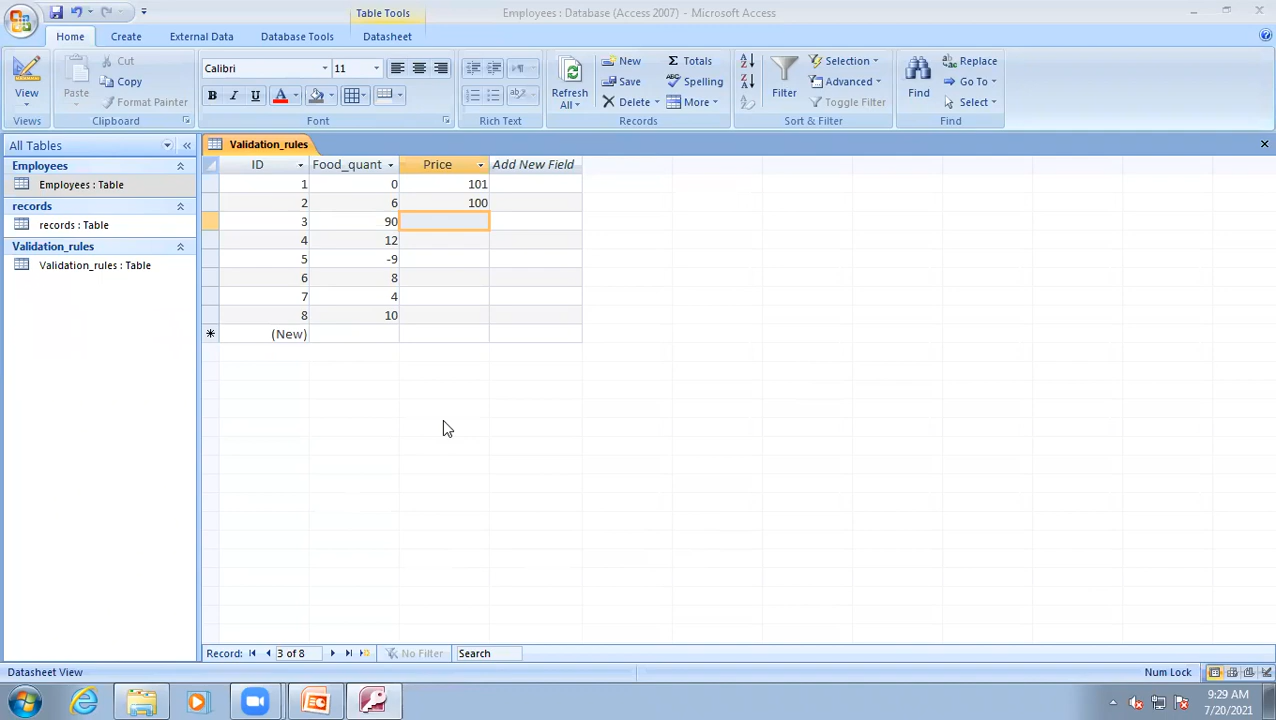 Table Tools
Employees : Database (Access 2007) - Microsoft Access
Home Create External Data Database Tools Datasheet
View
Views
Paste
Cut
Copy
Format Painter
Clipboard
Calibri 11
B I U A
Font
Rich Text
Refresh All
New
Save
Delete
Totals
Spelling
More
Records
Filter
Selection
Advanced
Toggle Filter
Sort & Filter
Find
Replace
Go To
Select
Find
All Tables
Employees
Employees : Table
records
records : Table
Validation_rules
Validation_rules : Table
Validation_rules
ID Food_quant Price Add New Field
1 0 101
2 6 100
3 90
4 12
5 -9
6 8
7 4
8 10
(New)
Record: 3 of 8 No Filter Search
Datasheet View
Num Lock
9:29 AM
7/20/2021